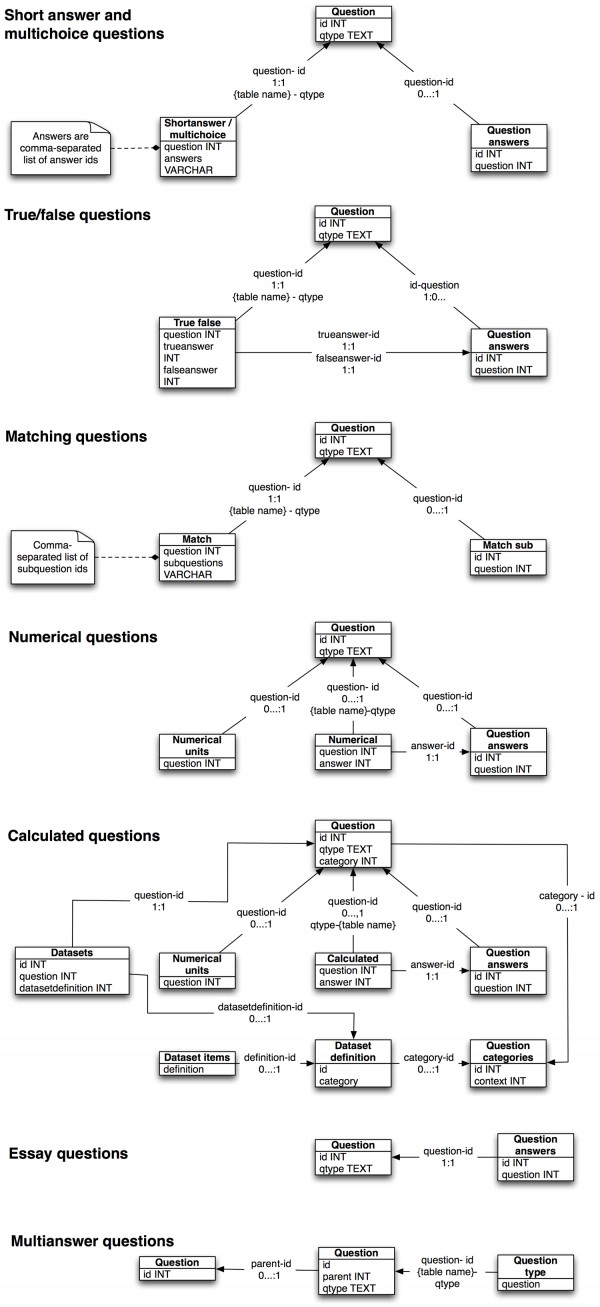 Short answer and
multichoice questions
Question
id INT
qtype TEXT
question- id
1:1
{table name} - qtype
question-id
0...:1
Answers are
comma-separated
list of answer ids
Shortanswer /
multichoice
question INT
answers
VARCHAR
Question
answers
id INT
question INT
True/false questions
Question
id INT
qtype TEXT
question-id
1:1
{table name} - qtype
id-question
1:0...
True false
question INT
trueanswer
INT
falseanswer
INT
trueanswer-id
1:1
falseanswer-id
1:1
Question
answers
id INT
question INT
Matching questions
Question
id INT
qtype TEXT
question- id
1:1
{table name} - qtype
question-id
0...:1
Comma-
separated list of
subquestion ids
Match
question INT
subquestions
VARCHAR
Match sub
id INT
question INT
Numerical questions
Question
id INT
qtype TEXT
question-id
0...:1
question- id
0...:1
{table name}-qtype
question-id
0...:1
Numerical
units
question INT
Numerical
question INT
answer INT
answer-id
1:1
Question
answers
id INT
question INT
Calculated questions
Question
id INT
qtype TEXT
category INT
question-id
1:1
question-id
0...:1
question-id
0...,1
qtype-{table name}
question-id
0...:1
category - id
0...:1
Datasets
id INT
question INT
datasetdefinition INT
Numerical
units
question INT
Calculated
question INT
answer INT
answer-id
1:1
Question
answers
id INT
question INT
datasetdefinition-id
0...:1
Dataset items
definition
definition-id
0...:1
Dataset
definition
id
category
category-id
0...:1
Question
categories
id INT
context INT
Essay questions
Question
id INT
qtype TEXT
question-id
1:1
Question
answers
id INT
question INT
Multianswer questions
Question
id INT
parent-id
0...:1
Question
id
parent INT
qtype TEXT
question- id
{table name}-
qtype
Question
type
question